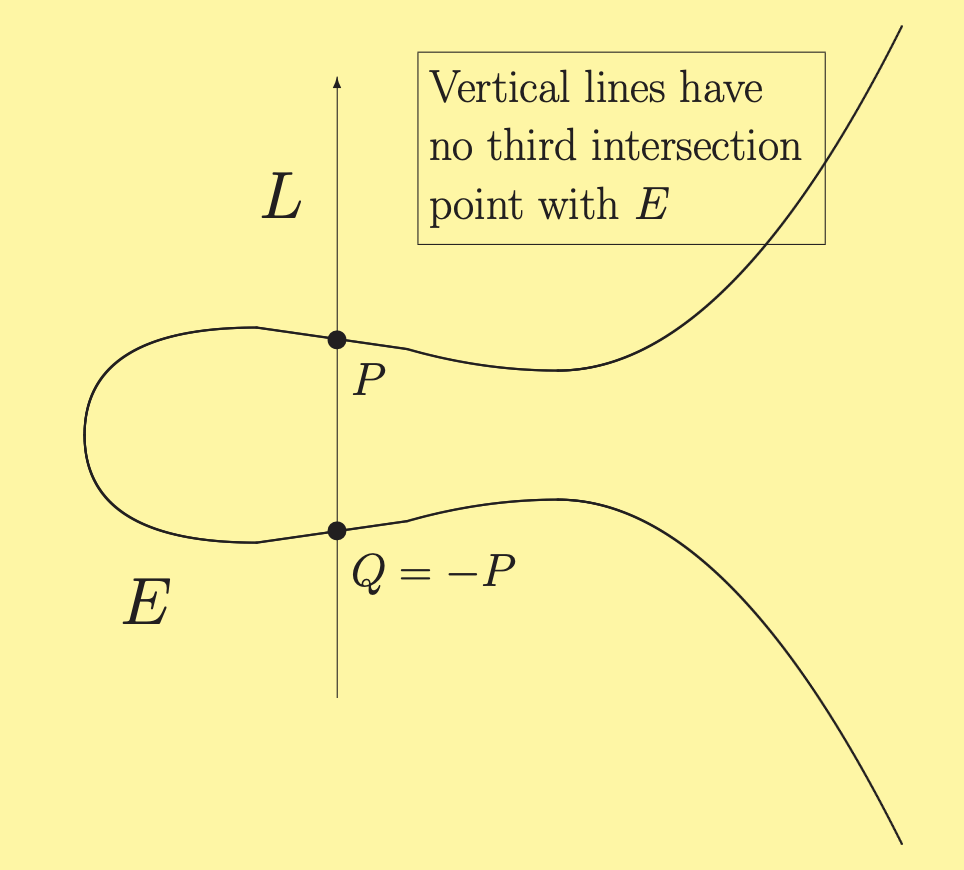 Vertical lines have
no third intersection
point with E
L
P
Q = −P
E